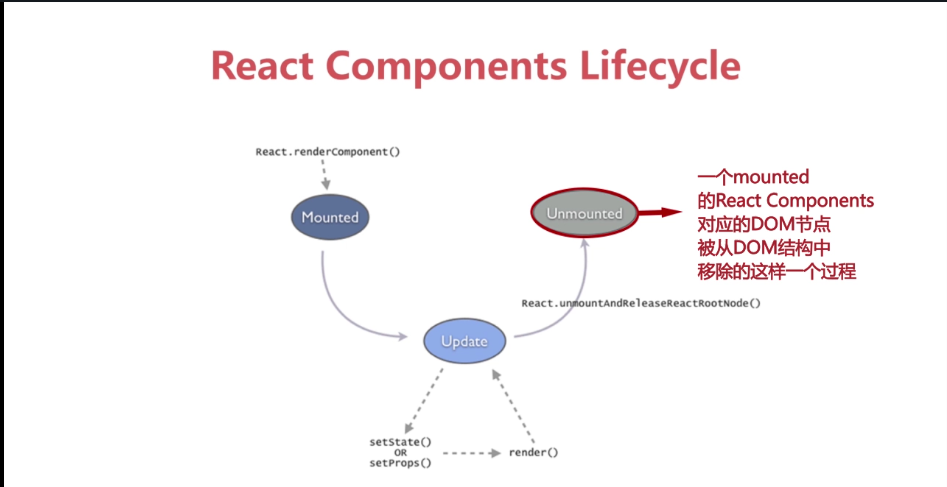 React Components Lifecycle
React.renderComponent()
Mounted
Unmounted
一个mounted
的React Components
对应的DOM节点
被从DOM结构中
移除的这样一个过程
React.unmountAndReleaseReactRootNode()
Update
setState()
OR
setProps()
render()